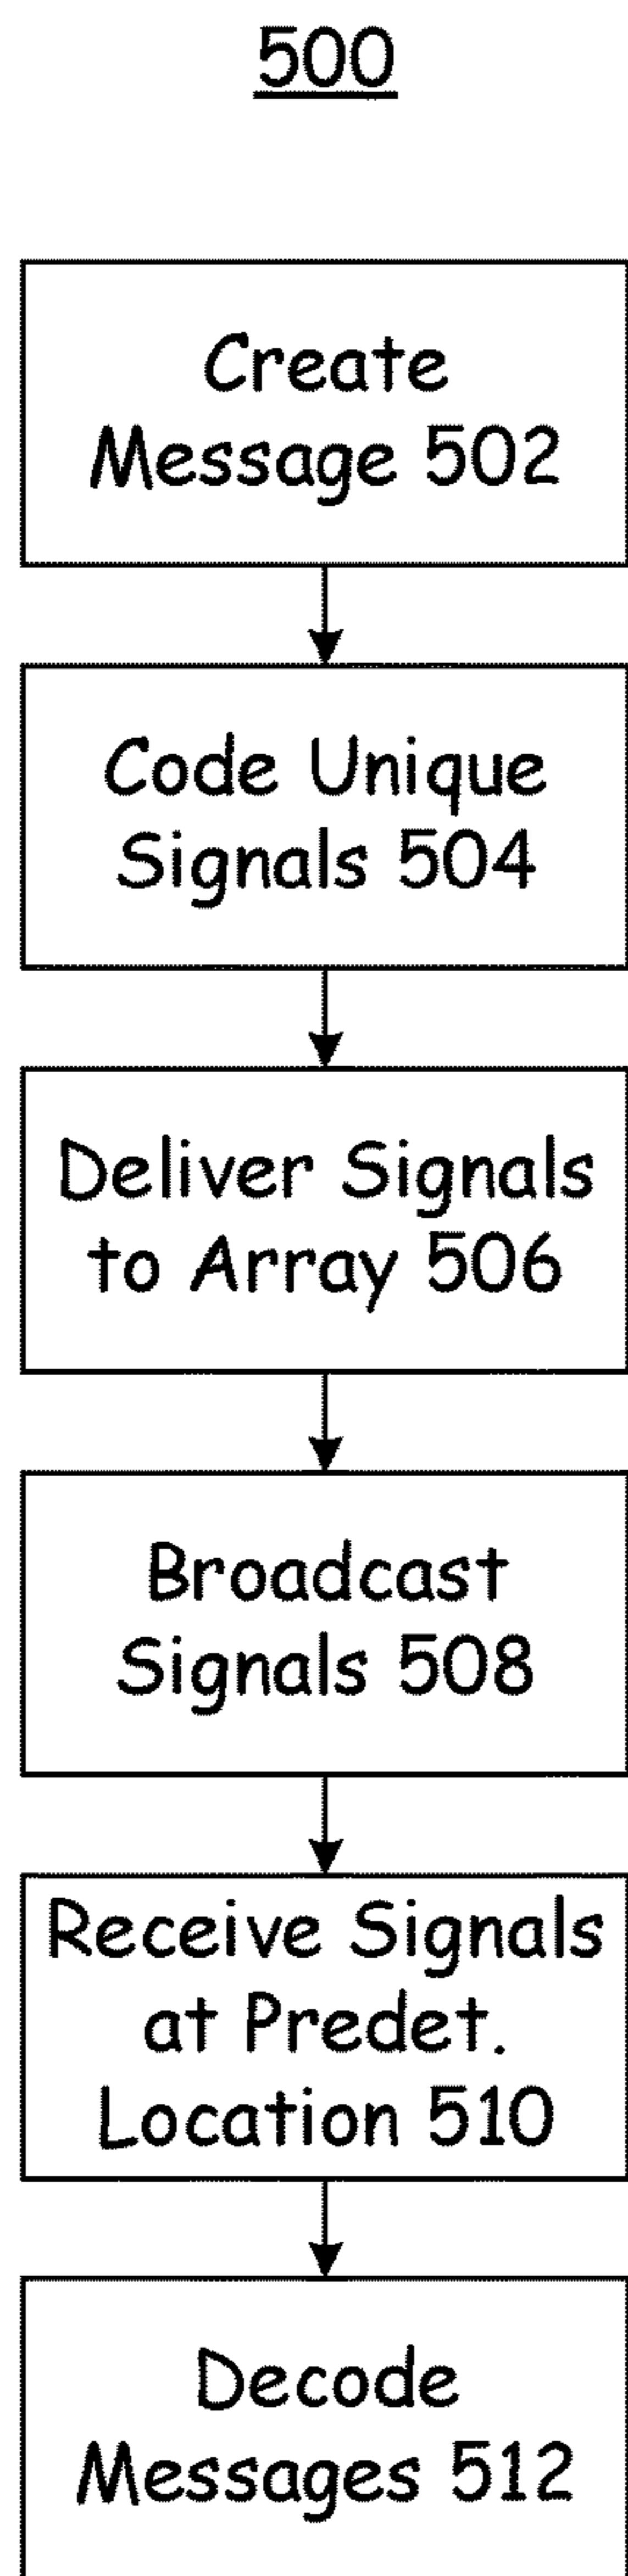 500
Create
Message 502
Code Unique
Signals 504
Deliver Signals
to Array 506
Broadcast
Signals 508
Receive Signals
at Predet.
Location 510
Decode
Messages 512